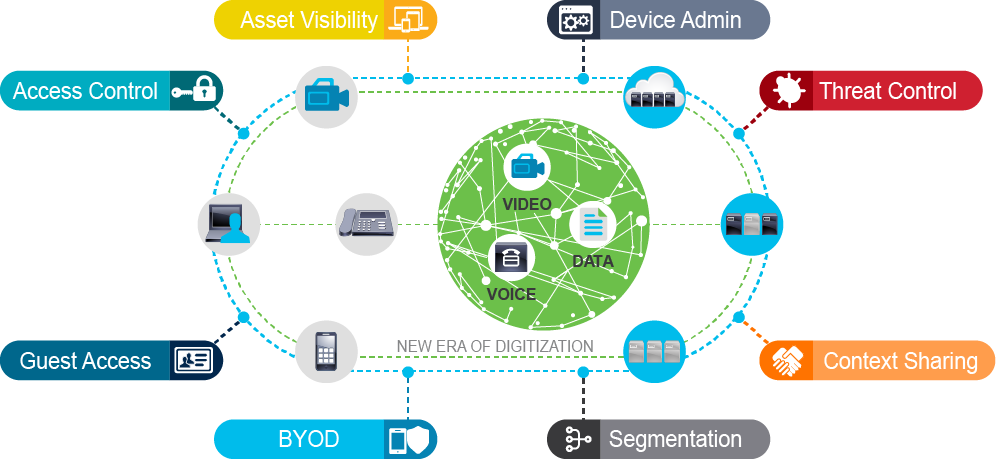 Asset Visibility
Device Admin
Access Control
Threat Control
VIDEO
DATA
VOICE
NEW ERA OF DIGITIZATION
Guest Access
Context Sharing
BYOD
Segmentation